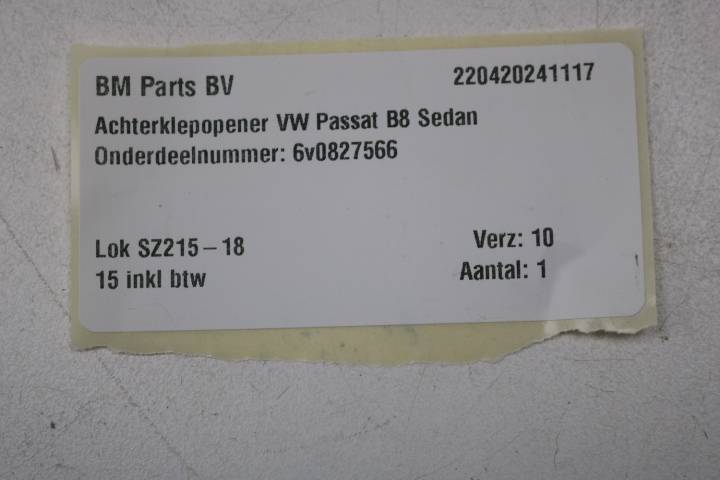 BM Parts BV 220420241117
Achterklepopener VW Passat B8 Sedan
Onderdeelnummer: 6v0827566
Lok SZ215 – 18 Verz: 10
15 inkl btw Aantal: 1